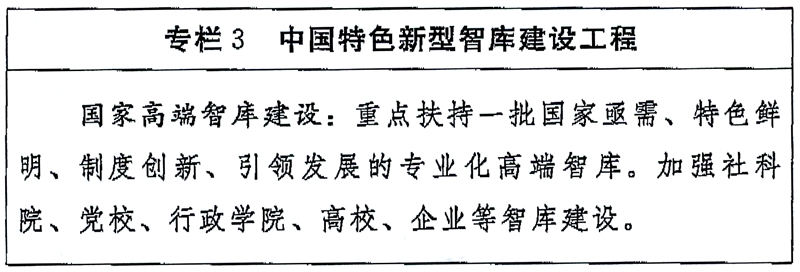 专栏3 中国特色新型智库建设工程
国家高端智库建设：重点扶持一批国家亟需、特色鲜
明、制度创新、引领发展的专业化高端智库。加强社科
院、党校、行政学院、高校、企业等智库建设。